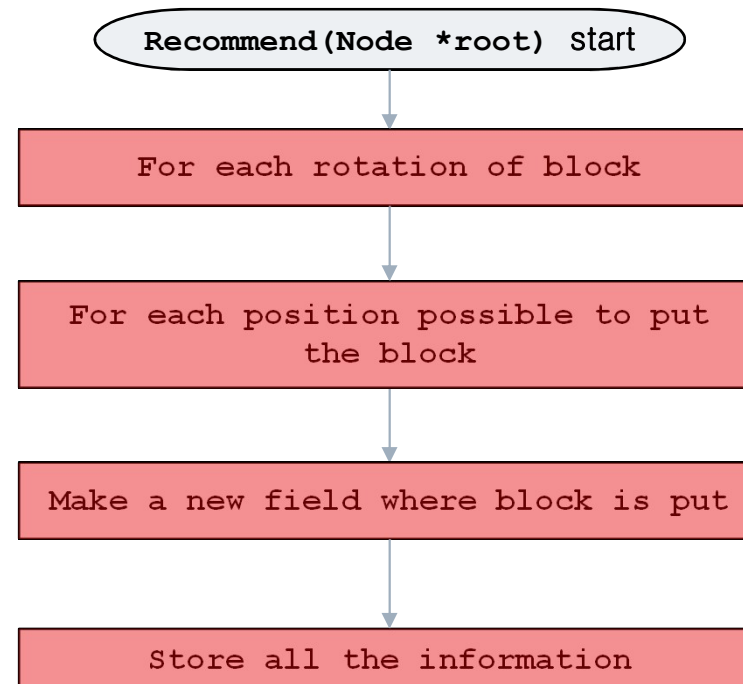 Recommend(Node *root) start
For each rotation of block
For each position possible to put
the block
Make a new field where block is put
Store all the information